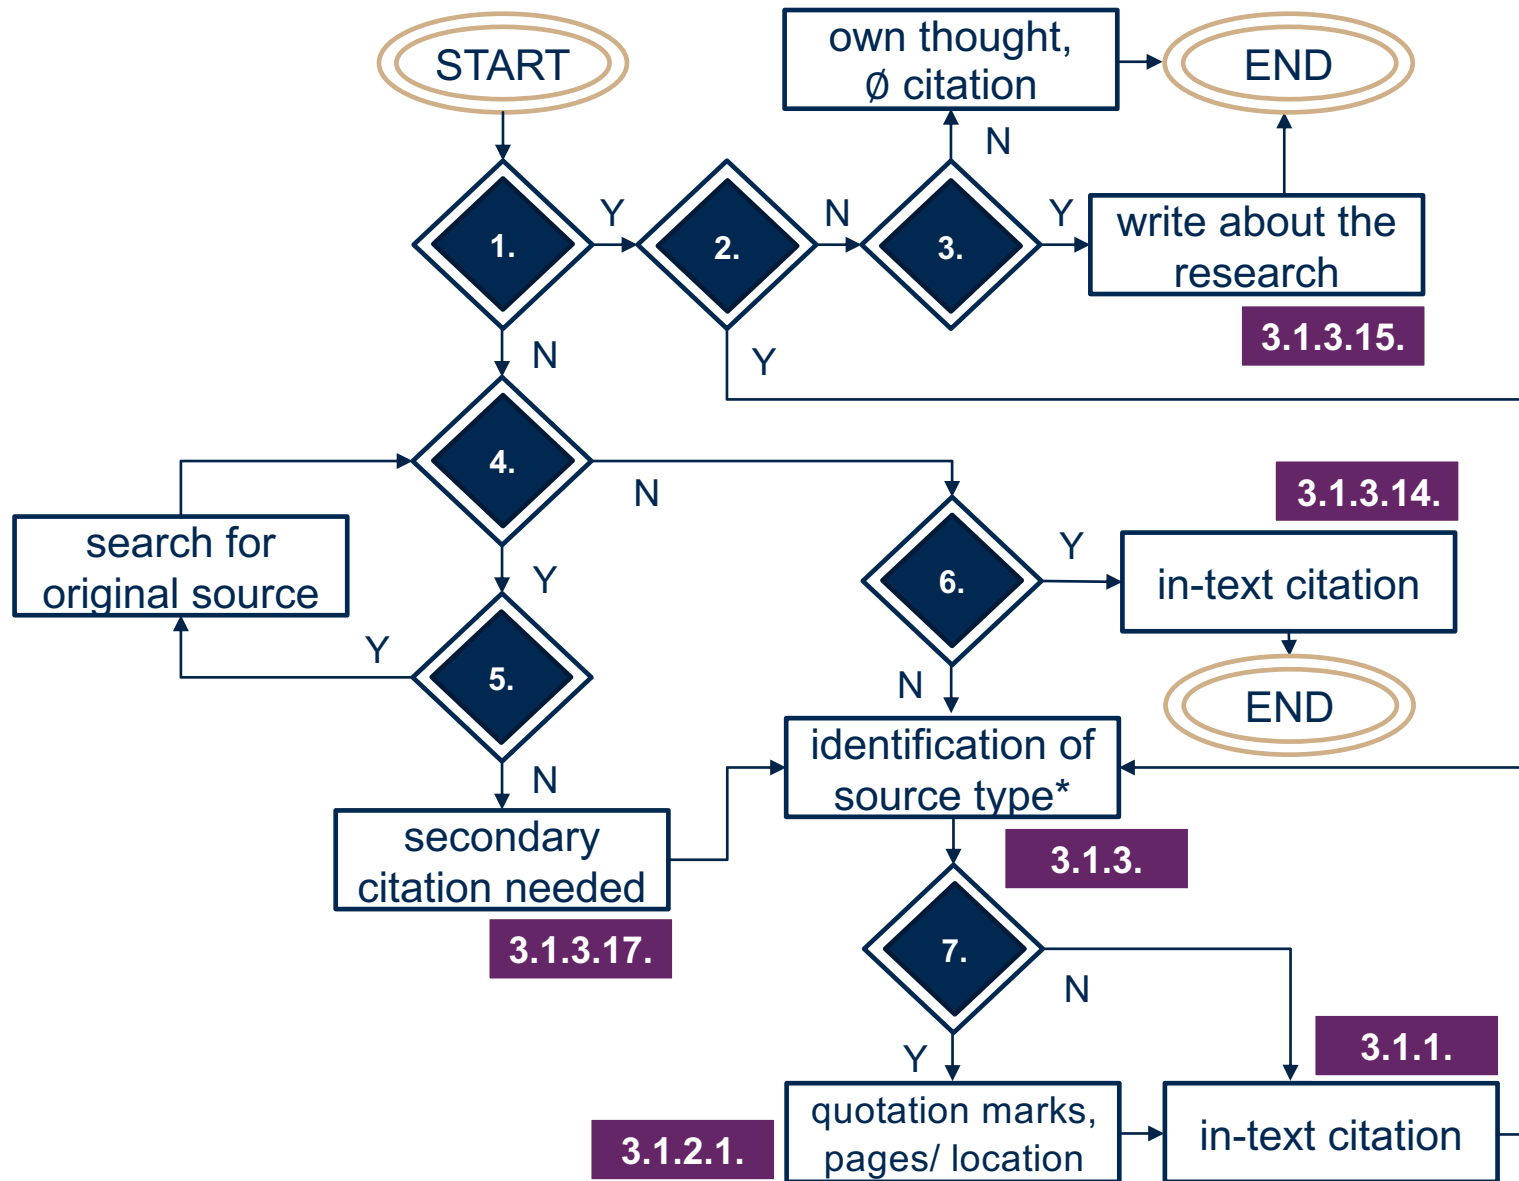 START
own thought,
Ø citation
END
N
1.
Y
2.
N
3.
Y
write about the
research
3.1.3.15.
N
Y
4.
N
3.1.3.14.
search for
original source
Y
6.
Y
in-text citation
Y
5.
N
END
identification of
source type*
N
secondary
citation needed
3.1.3.
3.1.3.17.
7.
N
3.1.1.
Y
quotation marks,
pages/ location
3.1.2.1.
in-text citation